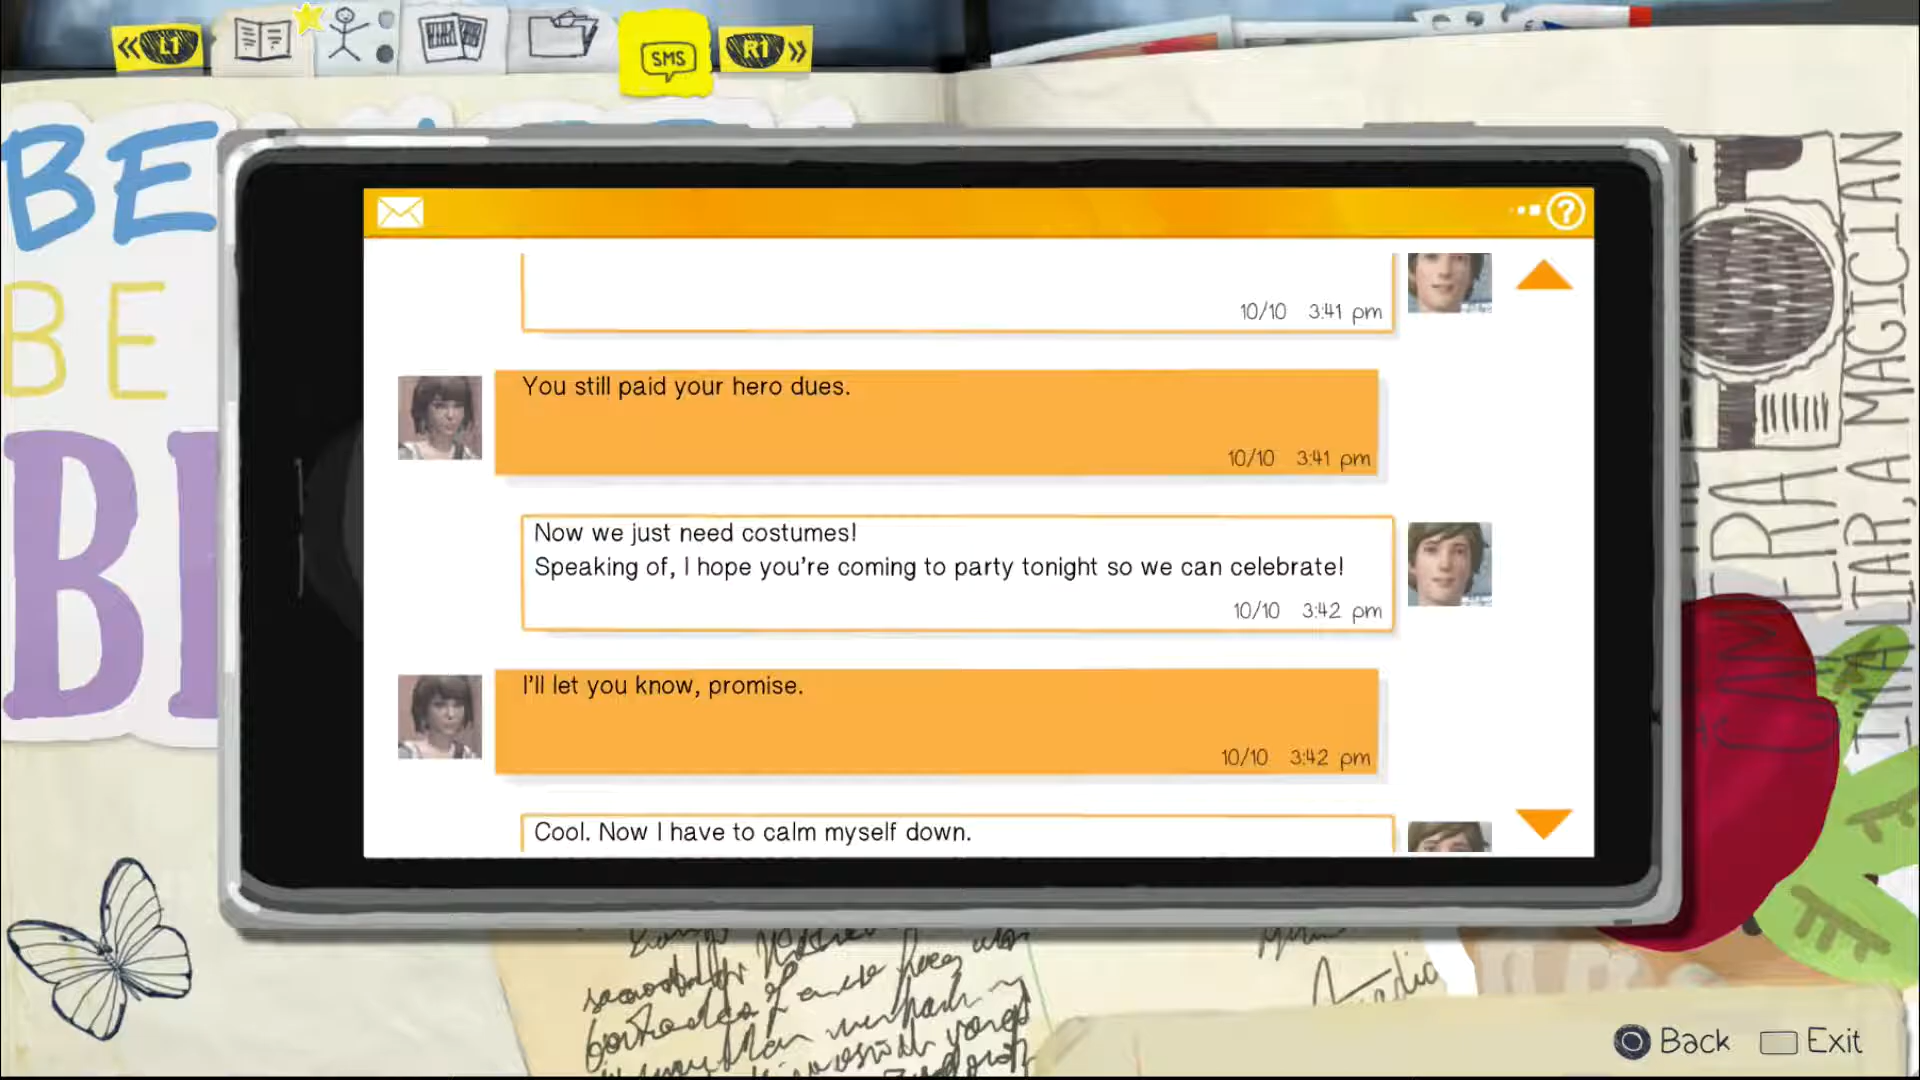 L1
SMS
R1
BE
BE
10/10 3:41 pm
You still paid your hero dues.
10/10 3:41 pm
Now we just need costumes!
Speaking of, I hope you're coming to party tonight so we can celebrate!
10/10 3:42 pm
I'll let you know, promise.
10/10 3:42 pm
Cool. Now I have to calm myself down.
CAMERA
LIAR, A MAGICIAN
Back
Exit